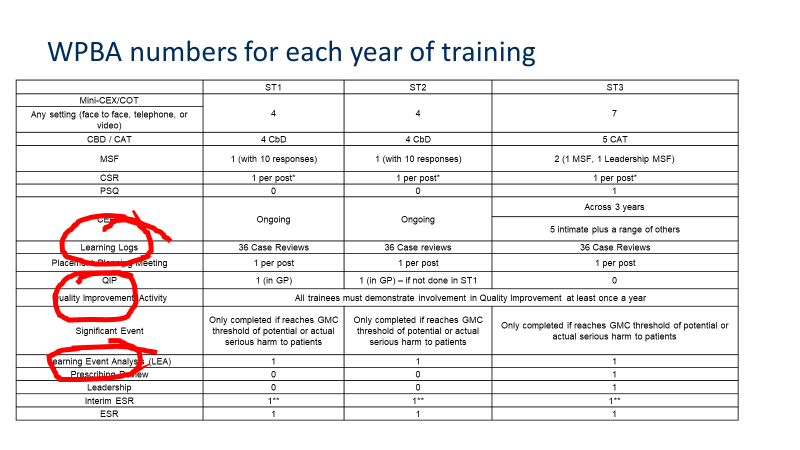 WPBA numbers for each year of training
ST1 ST2 ST3
Mini-CEX/COT
Any setting (face to face, telephone, or
video)
4 4 7
CBD / CAT 4 CbD 4 CbD 5 CAT
MSF 1 (with 10 responses) 1 (with 10 responses) 2 (1 MSF, 1 Leadership MSF)
CSR 1 per post* 1 per post* 1 per post*
PSQ 0 0 1
Ongoing Ongoing
Across 3 years
5 intimate plus a range of others
Learning Logs 36 Case Reviews 36 Case reviews 36 Case Reviews
Placement Planning Meeting 1 per post 1 per post 1 per post
QIP 1 (in GP) 1 (in GP) – if not done in ST1 0
Quality Improvement Activity All trainees must demonstrate involvement in Quality Improvement at least once a year
Significant Event
Only completed if reaches GMC
threshold of potential or actual
serious harm to patients
Only completed if reaches GMC
threshold of potential or actual
serious harm to patients
Only completed if reaches GMC threshold of potential or
actual serious harm to patients
Learning Event Analysis (LEA) 1 1 1
Prescribing Review 0 0 1
Leadership 0 0 1
Interim ESR 1** 1** 1**
ESR 1 1 1